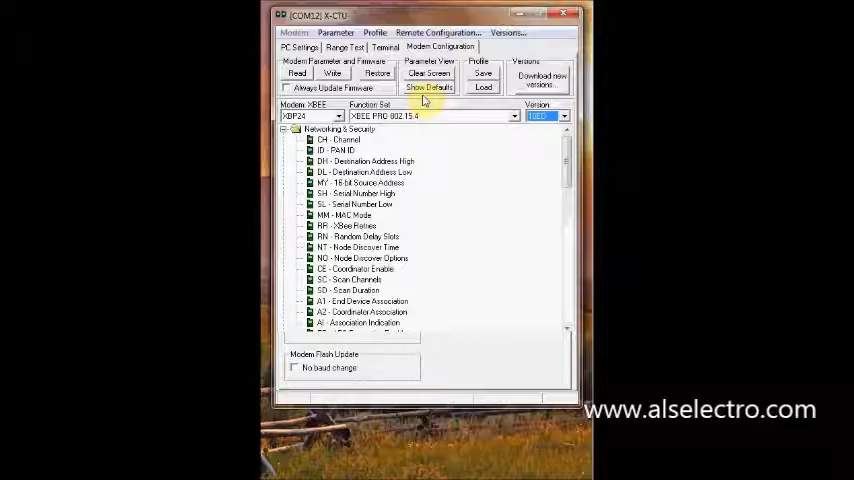 [COM12] X-CTU
Modem Parameter Profile Remote Configuration... Versions...
PC Settings Range Test Terminal Modem Configuration
Modem Parameter and Firmware Parameter View Profile Versions
Read Write Restore Clear Screen Save Download new versions...
Always Update Firmware Show Defaults Load
Modem: XBEE Function Set Version
XBP24 XBEE PRO 802.15.4 10ED
Networking & Security
CH - Channel
ID - PAN ID
DH - Destination Address High
DL - Destination Address Low
MY - 16-bit Source Address
SH - Serial Number High
SL - Serial Number Low
MM - MAC Mode
RR - XBee Retries
RN - Random Delay Slots
NT - Node Discover Time
NO - Node Discover Options
CE - Coordinator Enable
SC - Scan Channels
SD - Scan Duration
A1 - End Device Association
A2 - Coordinator Association
AI - Association Indication
Modem Flash Update
No baud change
www.alselectro.com